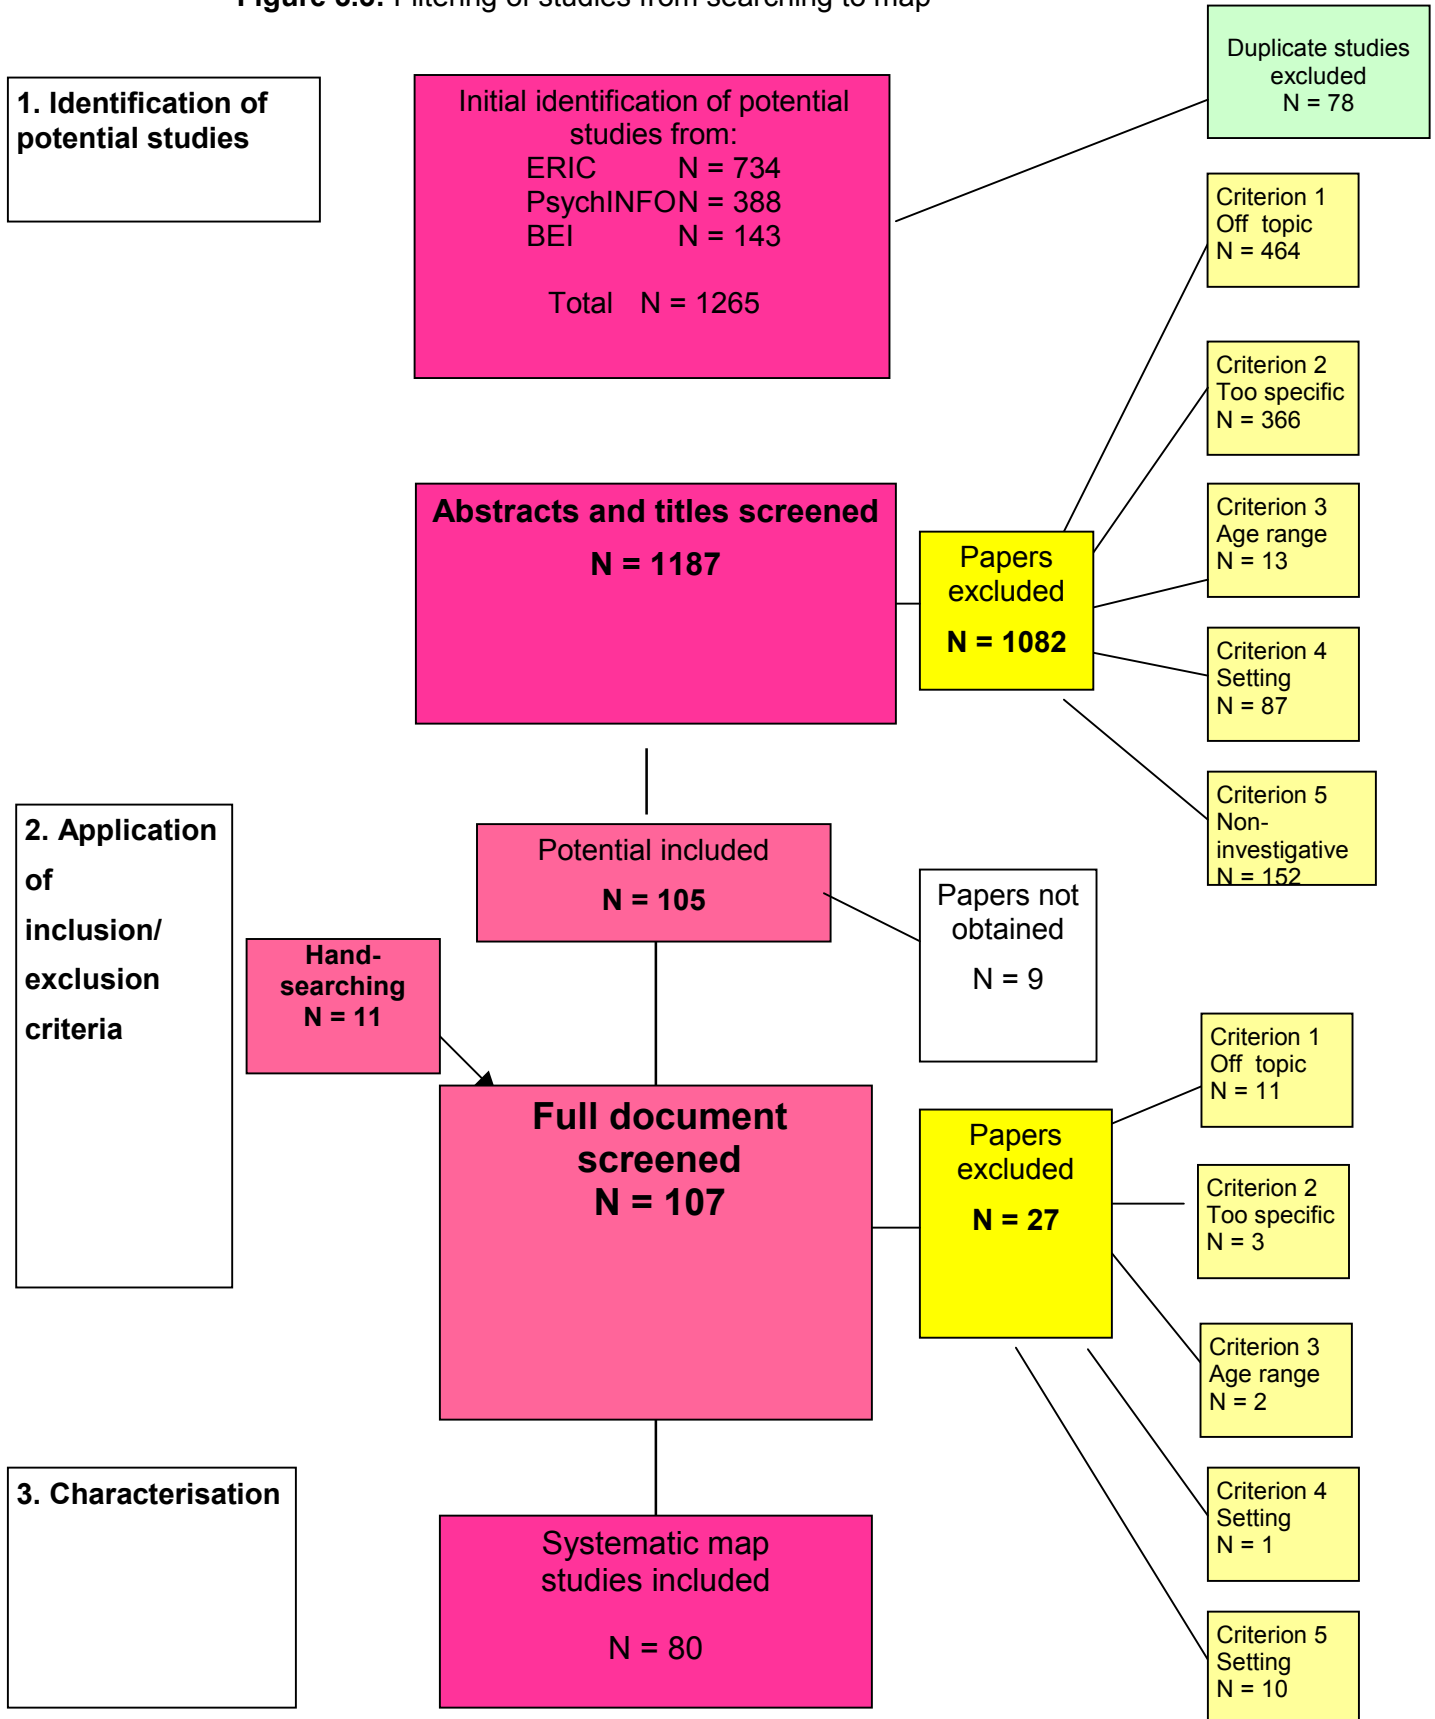 Figure 3.3: Filtering of studies from searching to map
Duplicate studies
excluded
N = 78
1. Identification of
potential studies
Initial identification of potential
studies from:
ERIC N = 734
PsychINFO N = 388
BEI N = 143
Total N = 1265
Criterion 1
Off topic
N = 464
Criterion 2
Too specific
N = 366
Criterion 3
Age range
N = 13
Criterion 4
Setting
N = 87
Criterion 5
Non-
investigative
N = 152
Abstracts and titles screened
N = 1187
Papers
excluded
N = 1082
2. Application
of
inclusion/
exclusion
criteria
Potential included
N = 105
Papers not
obtained
N = 9
Hand-
searching
N = 11
Full document
screened
N = 107
Papers
excluded
N = 27
Criterion 1
Off topic
N = 11
Criterion 2
Too specific
N = 3
Criterion 3
Age range
N = 2
Criterion 4
Setting
N = 1
Criterion 5
Setting
N = 10
3. Characterisation
Systematic map
studies included
N = 80